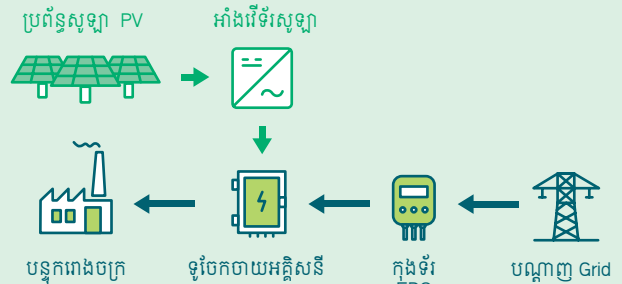 ប្រព័ន្ធសូឡា PV
អាំងវើទ័រសូឡា
បន្ទុករោងចក្រ
ទូចែកចាយអគ្គិសនី
កុងទ័រ
បណ្តាញ Grid